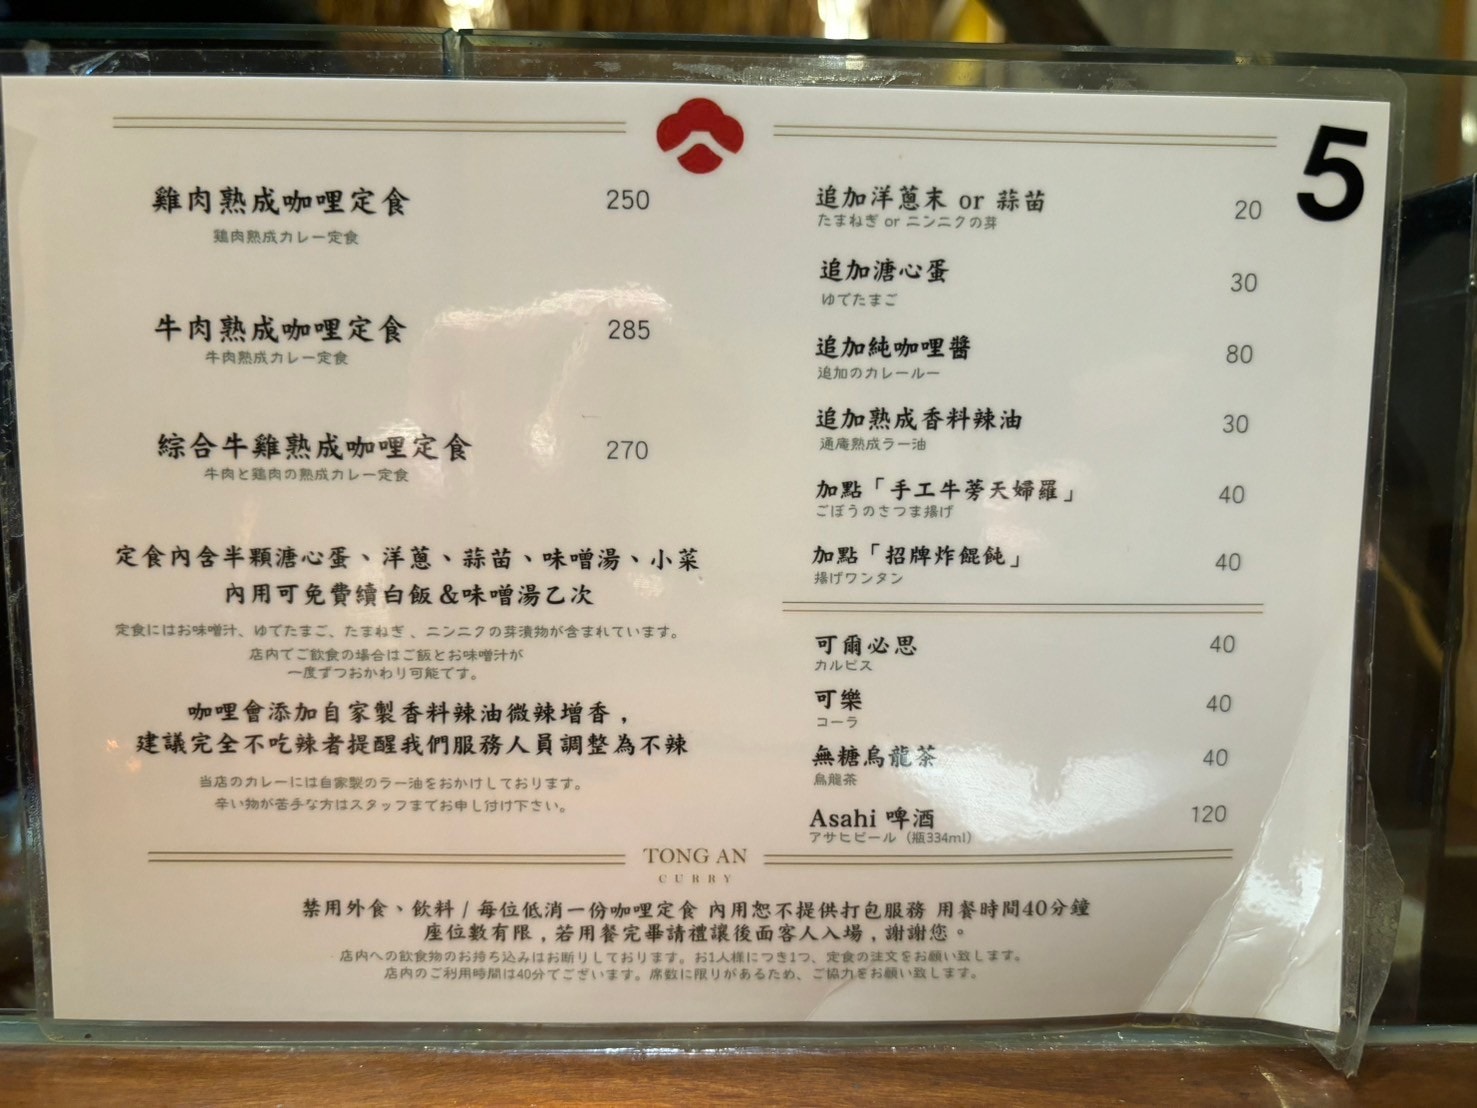 5
雞肉熟成咖哩定食 250
鶏肉熟成カレー定食
牛肉熟成咖哩定食 285
牛肉熟成カレー定食
綜合牛雞熟成咖哩定食 270
牛肉と鶏肉の熟成カレー定食
定食內含半顆溏心蛋、洋蔥、蒜苗、味噌湯、小菜
內用可免費續白飯&味噌湯乙次
定食にはお味噌汁、ゆでたまご、たまねぎ、ニンニクの芽漬物が含まれています。
店内でご飲食の場合はご飯とお味噌汁が
一度ずつおかわり可能です。
咖哩會添加自家製香料辣油微辣增香，
建議完全不吃辣者提醒我們服務人員調整為不辣
当店のカレーには自家製のラー油をおかけしております。
辛い物が苦手な方はスタッフまでお申し付け下さい。
追加洋蔥末 or 蒜苗 20
たまねぎ or ニンニクの芽
追加溏心蛋 30
ゆでたまご
追加純咖哩醬 80
追加のカレールー
追加熟成香料辣油 30
通庵熟成ラー油
加點「手工牛蒡天婦羅」 40
ごぼうのさつま揚げ
加點「招牌炸餛飩」 40
揚げワンタン
可爾必思 40
カルピス
可樂 40
コーラ
無糖烏龍茶 40
烏龍茶
Asahi 啤酒 120
アサヒビール（瓶334ml）
TONG AN
CURRY
禁用外食、飲料 / 每位低消一份咖哩定食 內用恕不提供打包服務 用餐時間40分鐘
座位數有限，若用餐完畢請禮讓後面客人入場，謝謝您。
店内への飲食物のお持ち込みはお断りしております。お1人様につき1つ、定食の注文をお願い致します。
店内のご利用時間は40分でございます。席数に限りがあるため、ご協力をお願い致します。